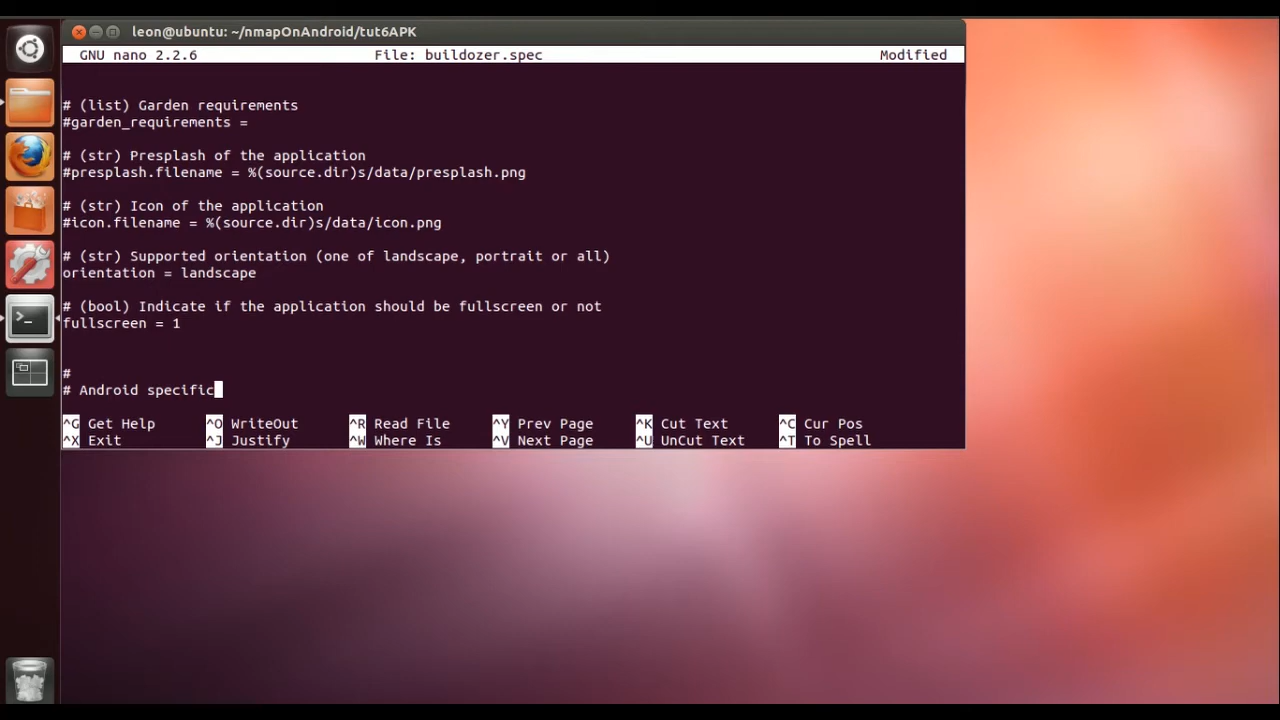 leon@ubuntu: ~/nmapOnAndroid/tut6APK
GNU nano 2.2.6 File: buildozer.spec Modified
# (list) Garden requirements
#garden_requirements =
# (str) Presplash of the application
#presplash.filename = %(source.dir)s/data/presplash.png
# (str) Icon of the application
#icon.filename = %(source.dir)s/data/icon.png
# (str) Supported orientation (one of landscape, portrait or all)
orientation = landscape
# (bool) Indicate if the application should be fullscreen or not
fullscreen = 1
#
# Android specific
^G Get Help ^O WriteOut ^R Read File ^Y Prev Page ^K Cut Text ^C Cur Pos
^X Exit ^J Justify ^W Where Is ^V Next Page ^U UnCut Text ^T To Spell